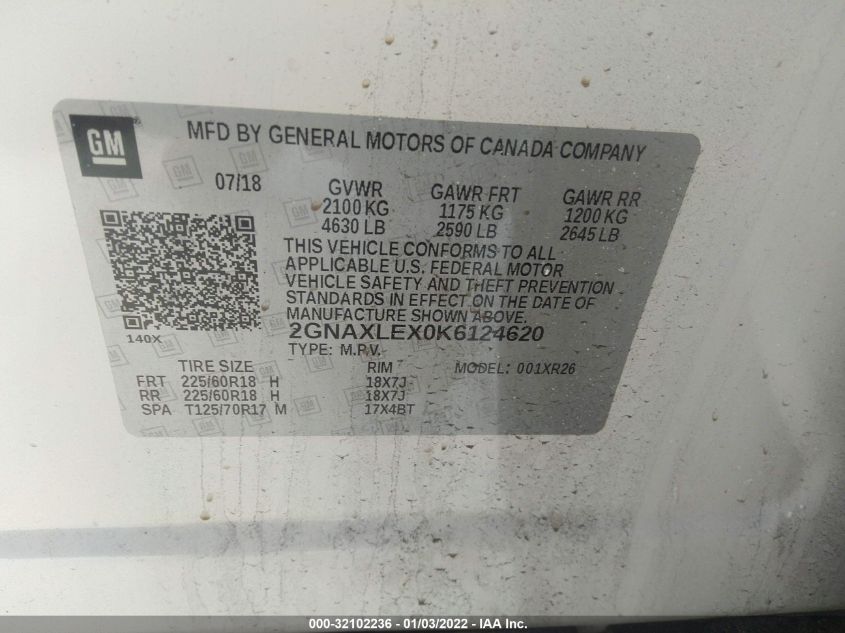 GM
MFD BY GENERAL MOTORS OF CANADA COMPANY
07/18 GVWR GAWR FRT GAWR RR
2100 KG 1175 KG 1200 KG
4630 LB 2590 LB 2645 LB
THIS VEHICLE CONFORMS TO ALL
APPLICABLE U.S. FEDERAL MOTOR
VEHICLE SAFETY AND THEFT PREVENTION
STANDARDS IN EFFECT ON THE DATE OF
MANUFACTURE SHOWN ABOVE.
140X 2GNAXLEX0K6124620
TYPE: M.P.V.
TIRE SIZE RIM MODEL: 001XR26
FRT 225/60R18 H 18X7J
RR 225/60R18 H 18X7J
SPA T125/70R17 M 17X4BT
000-32102236 - 01/03/2022 - IAA Inc.